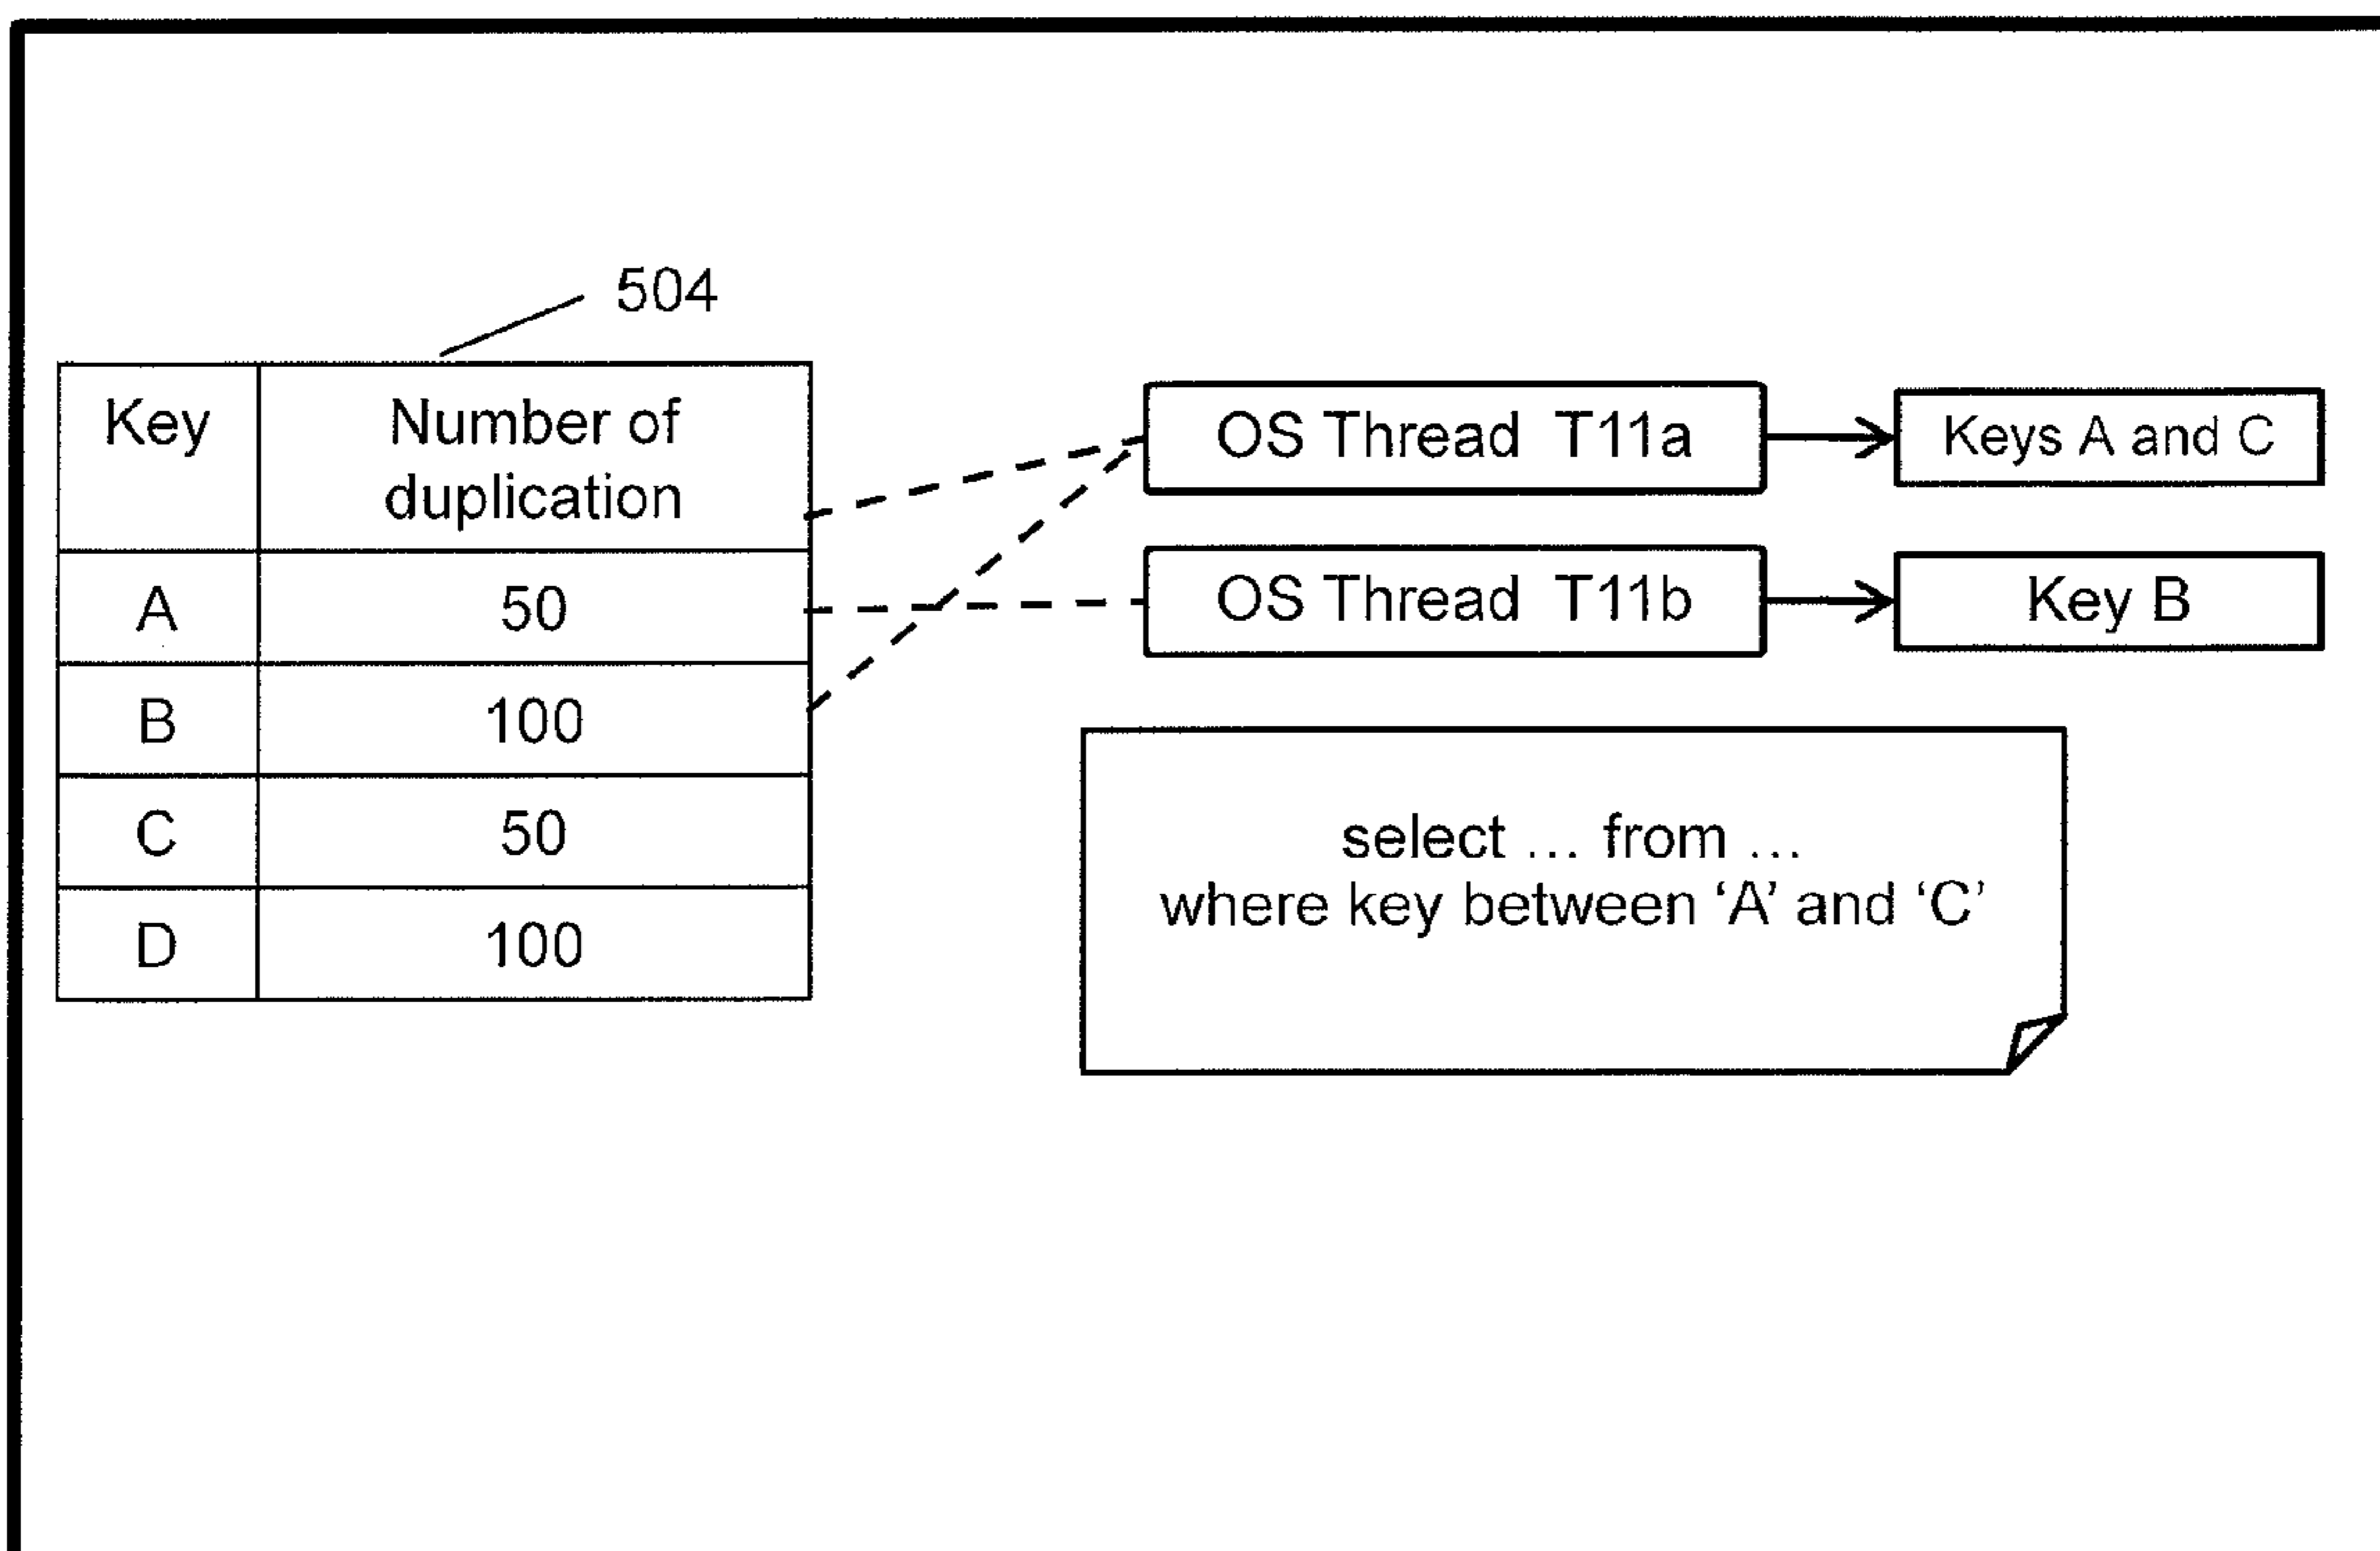 504
Key Number of
duplication
A 50
B 100
C 50
D 100
OS Thread T11a Keys A and C
OS Thread T11b Key B
select ... from ...
where key between ‘A’ and ‘C’